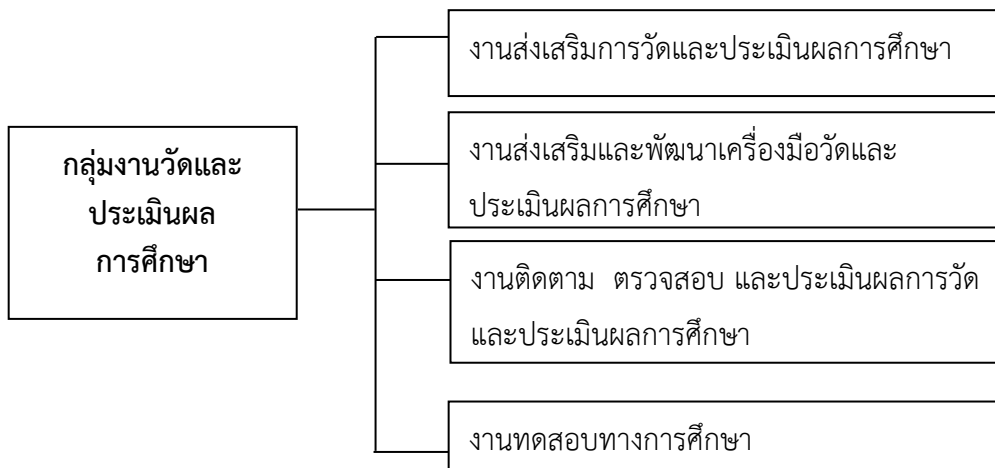 กลุ่มงานวัดและ
ประเมินผล
การศึกษา
งานส่งเสริมการวัดและประเมินผลการศึกษา
งานส่งเสริมและพัฒนาเครื่องมือวัดและ
ประเมินผลการศึกษา
งานติดตาม ตรวจสอบ และประเมินผลการวัด
และประเมินผลการศึกษา
งานทดสอบทางการศึกษา